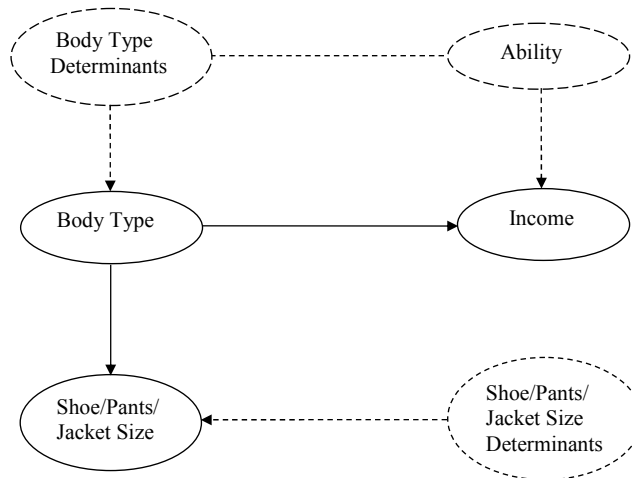 Body Type
Determinants
Ability
Body Type
Income
Shoe/Pants/
Jacket Size
Shoe/Pants/
Jacket Size
Determinants